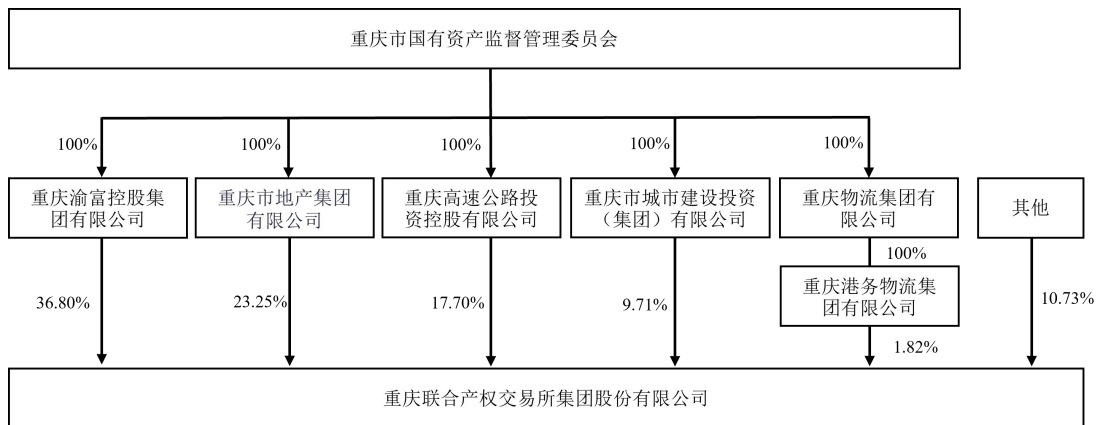 重庆市国有资产监督管理委员会
100%
100%
100%
100%
100%
重庆渝富控股集
团有限公司
重庆市地产集团
有限公司
重庆高速公路投
资控股有限公司
重庆市城市建设投资
（集团）有限公司
重庆物流集团有
限公司
其他
100%
重庆港务物流集
团有限公司
36.80%
23.25%
17.70%
9.71%
10.73%
1.82%
重庆联合产权交易所集团股份有限公司